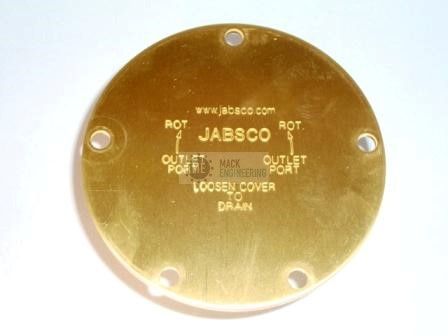 www.jabsco.com
ROT. JABSCO ROT.
OUTLET PORT OUTLET PORT
MACK ENGINEERING
LOOSEN COVER
TO
DRAIN